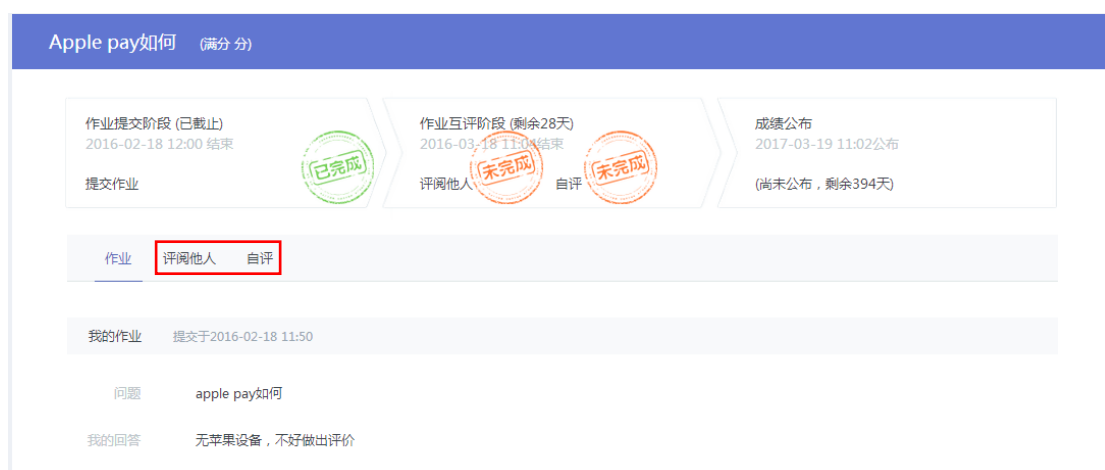 Apple pay如何 (满分 分)
作业提交阶段 (已截止)
2016-02-18 12:00 结束
提交作业
已完成
作业互评阶段 (剩余28天)
2016-03-18 11:04结束
评阅他人
未完成
自评
未完成
成绩公布
2017-03-19 11:02公布
(尚未公布，剩余394天)
作业 评阅他人 自评
我的作业 提交于2016-02-18 11:50
问题 apple pay如何
我的回答 无苹果设备，不好做出评价